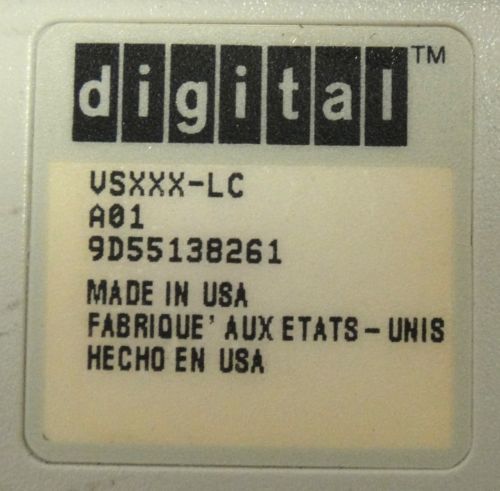 digital™
VSXXX-LC
A01
9D55138261
MADE IN USA
FABRIQUE' AUX ETATS-UNIS
HECHO EN USA